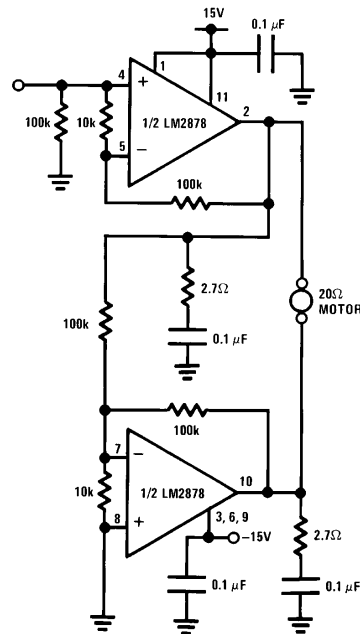 15V
0.1 μF
1
11
4
+
1/2 LM2878
2
100k
10k
5
−
100k
2.7Ω
0.1 μF
20Ω
MOTOR
100k
100k
7
−
10k
1/2 LM2878
10
8
+
3, 6, 9
−15V
2.7Ω
0.1 μF
0.1 μF